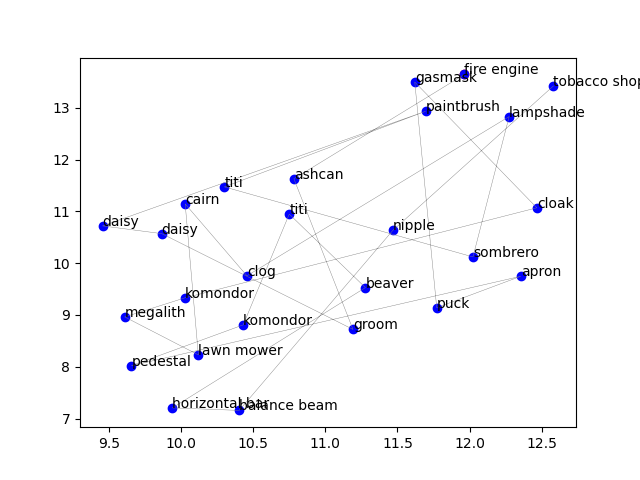 fire engine
gasmask
tobacco shop
paintbrush
lampshade
ashcan
titi
cairn
titi
cloak
daisy
daisy
nipple
sombrero
clog
apron
beaver
komondor
puck
megalith
komondor
groom
lawn mower
pedestal
horizontal bar
balance beam
13
12
11
10
9
8
7
9.5 10.0 10.5 11.0 11.5 12.0 12.5